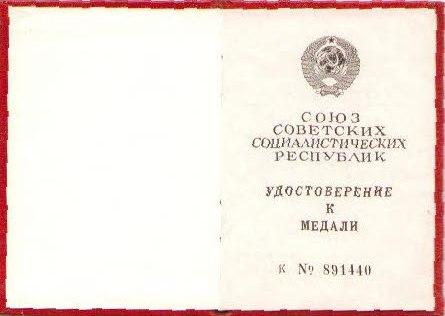 СОЮЗ
СОВЕТСКИХ
СОЦИАЛИСТИЧЕСКИХ
РЕСПУБЛИК
УДОСТОВЕРЕНИЕ
К
МЕДАЛИ
К № 891440